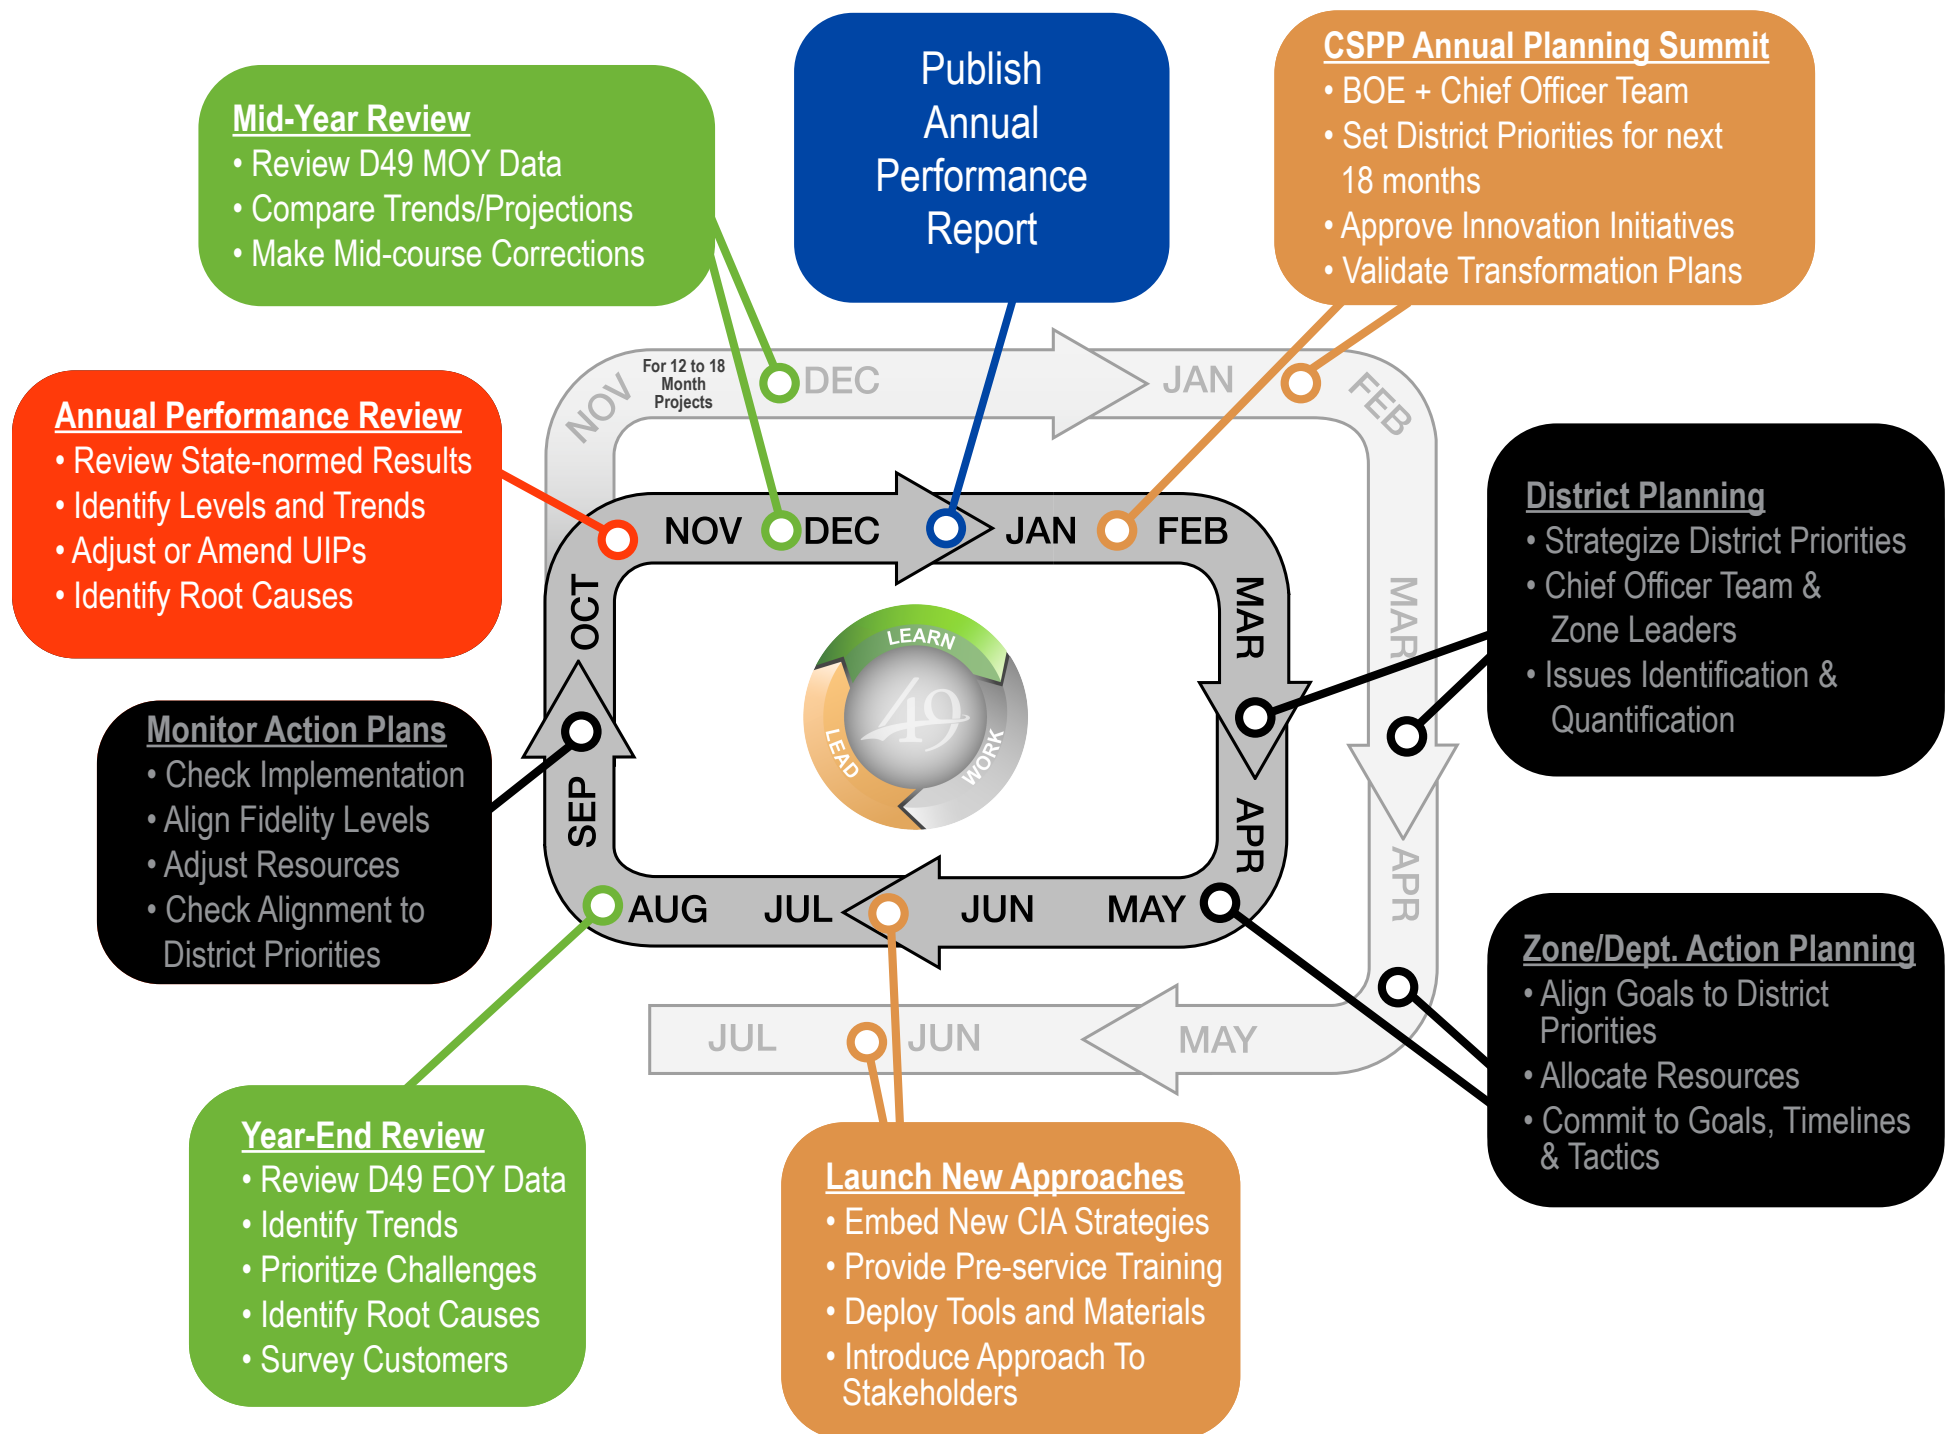 Publish
Annual
Performance
Report
CSPP Annual Planning Summit
• BOE + Chief Officer Team
• Set District Priorities for next
18 months
• Approve Innovation Initiatives
• Validate Transformation Plans
Mid-Year Review
• Review D49 MOY Data
• Compare Trends/Projections
• Make Mid-course Corrections
For 12 to 18
Month
Projects
NOV
DEC
JAN
FEB
MAR
APR
MAY
JUN
JUL
Annual Performance Review
• Review State-normed Results
• Identify Levels and Trends
• Adjust or Amend UIPs
• Identify Root Causes
NOV
DEC
JAN
FEB
MAR
APR
MAY
JUN
JUL
AUG
SEP
OCT
LEARN
WORK
LEAD
49
District Planning
• Strategize District Priorities
• Chief Officer Team &
Zone Leaders
• Issues Identification &
Quantification
Monitor Action Plans
• Check Implementation
• Align Fidelity Levels
• Adjust Resources
• Check Alignment to
District Priorities
Zone/Dept. Action Planning
• Align Goals to District
Priorities
• Allocate Resources
• Commit to Goals, Timelines
& Tactics
Year-End Review
• Review D49 EOY Data
• Identify Trends
• Prioritize Challenges
• Identify Root Causes
• Survey Customers
Launch New Approaches
• Embed New CIA Strategies
• Provide Pre-service Training
• Deploy Tools and Materials
• Introduce Approach To
Stakeholders